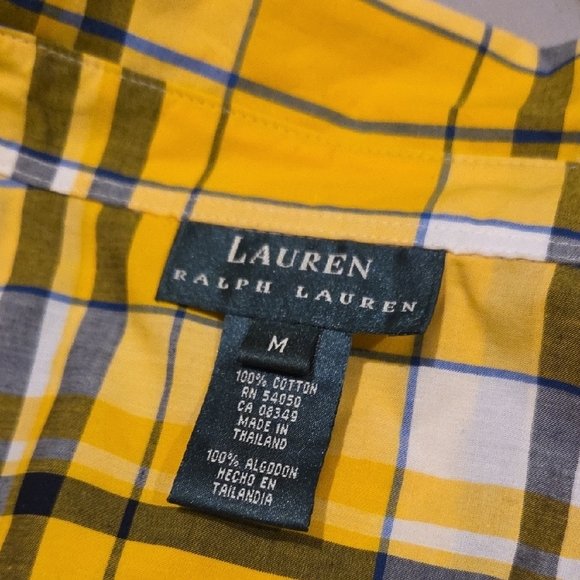 LAUREN
RALPH LAUREN
M
100% COTTON
RN 54050
CA 08349
MADE IN
THAILAND
100% ALGODON
HECHO EN
TAILANDIA